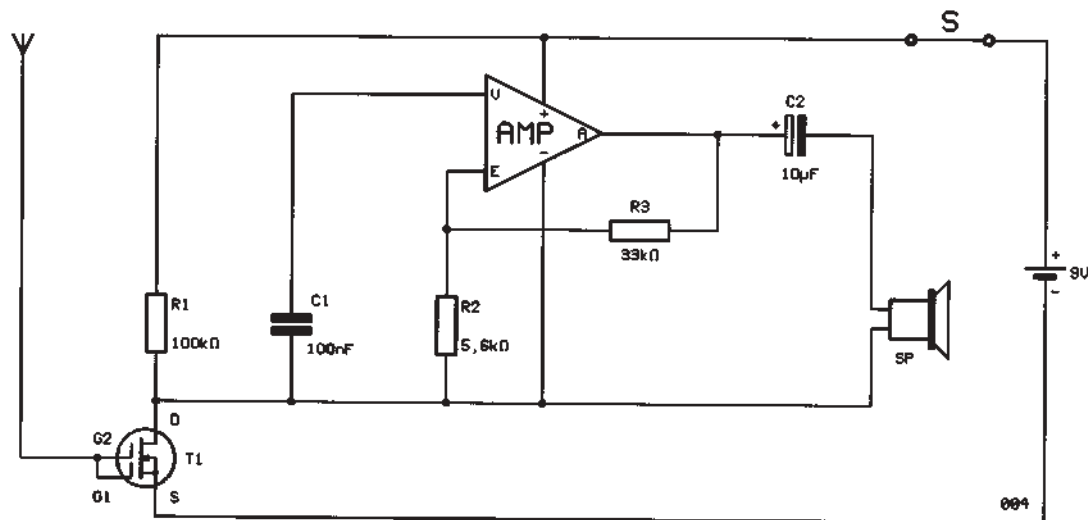 S
V
+
AMP
A
-
E
C2
+
10µF
R3
33kΩ
+
9V
-
R1
100kΩ
C1
100nF
R2
5,6kΩ
SP
D
G2
T1
G1
S
004